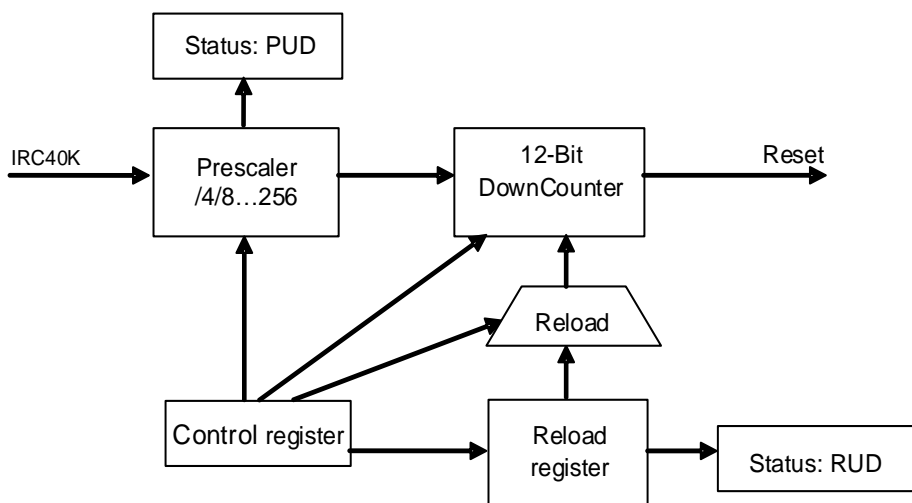 Status: PUD
IRC40K
Prescaler
/4/8…256
12-Bit
DownCounter
Reset
Reload
Control register
Reload
register
Status: RUD